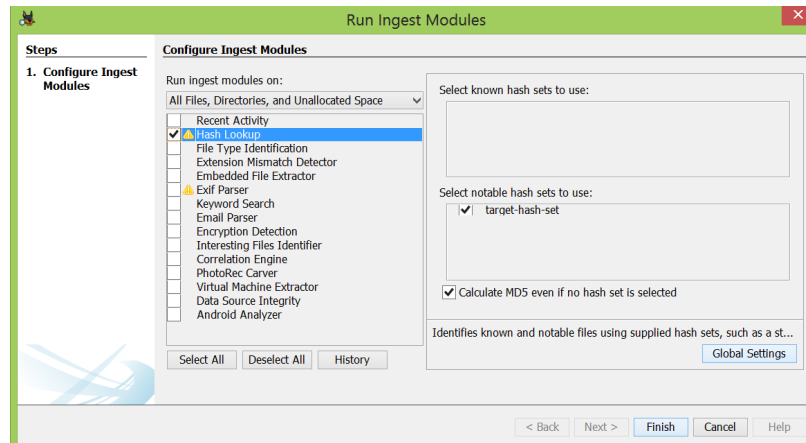 Run Ingest Modules
Steps
1. Configure Ingest
Modules
Configure Ingest Modules
Run ingest modules on:
All Files, Directories, and Unallocated Space
Recent Activity
Hash Lookup
File Type Identification
Extension Mismatch Detector
Embedded File Extractor
Exif Parser
Keyword Search
Email Parser
Encryption Detection
Interesting Files Identifier
Correlation Engine
PhotoRec Carver
Virtual Machine Extractor
Data Source Integrity
Android Analyzer
Select All Deselect All History
Select known hash sets to use:
Select notable hash sets to use:
target-hash-set
Calculate MD5 even if no hash set is selected
Identifies known and notable files using supplied hash sets, such as a st...
Global Settings
< Back Next > Finish Cancel Help